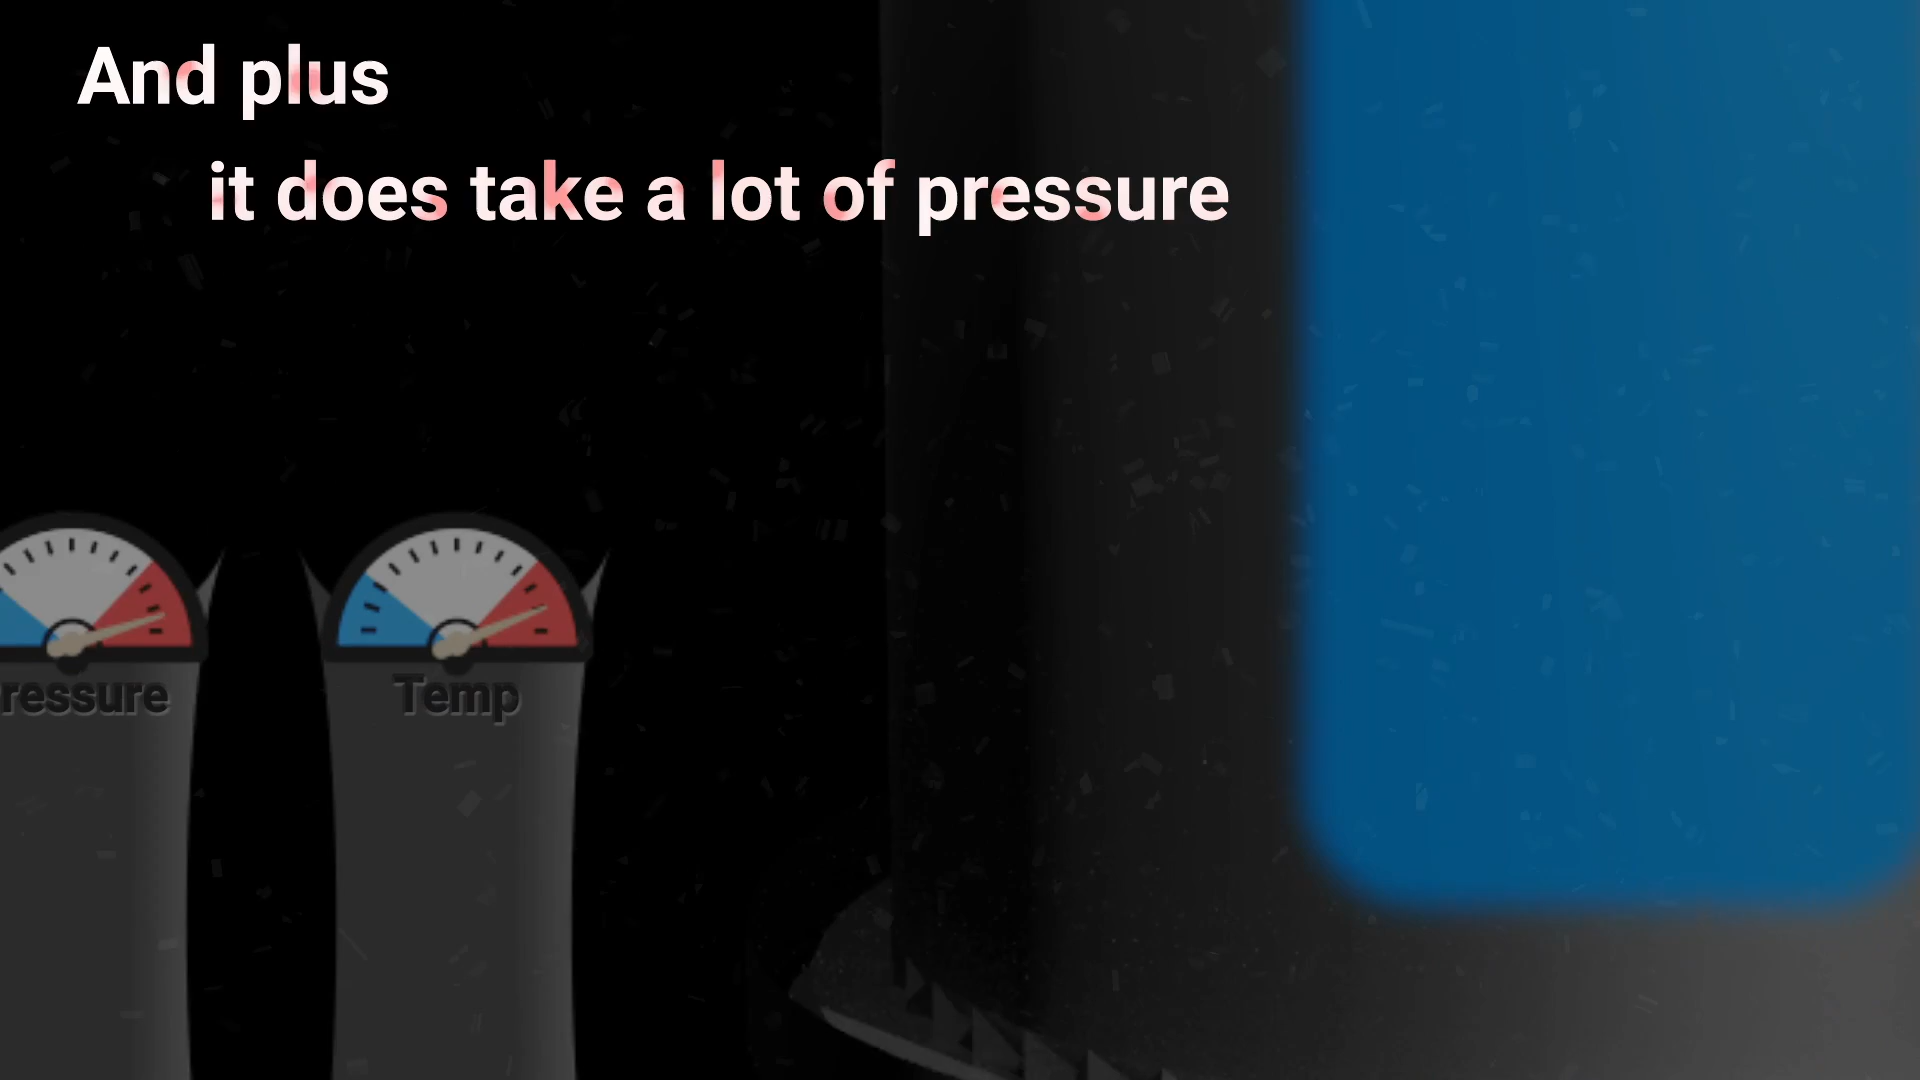 And plus
it does take a lot of pressure
ressure
Temp